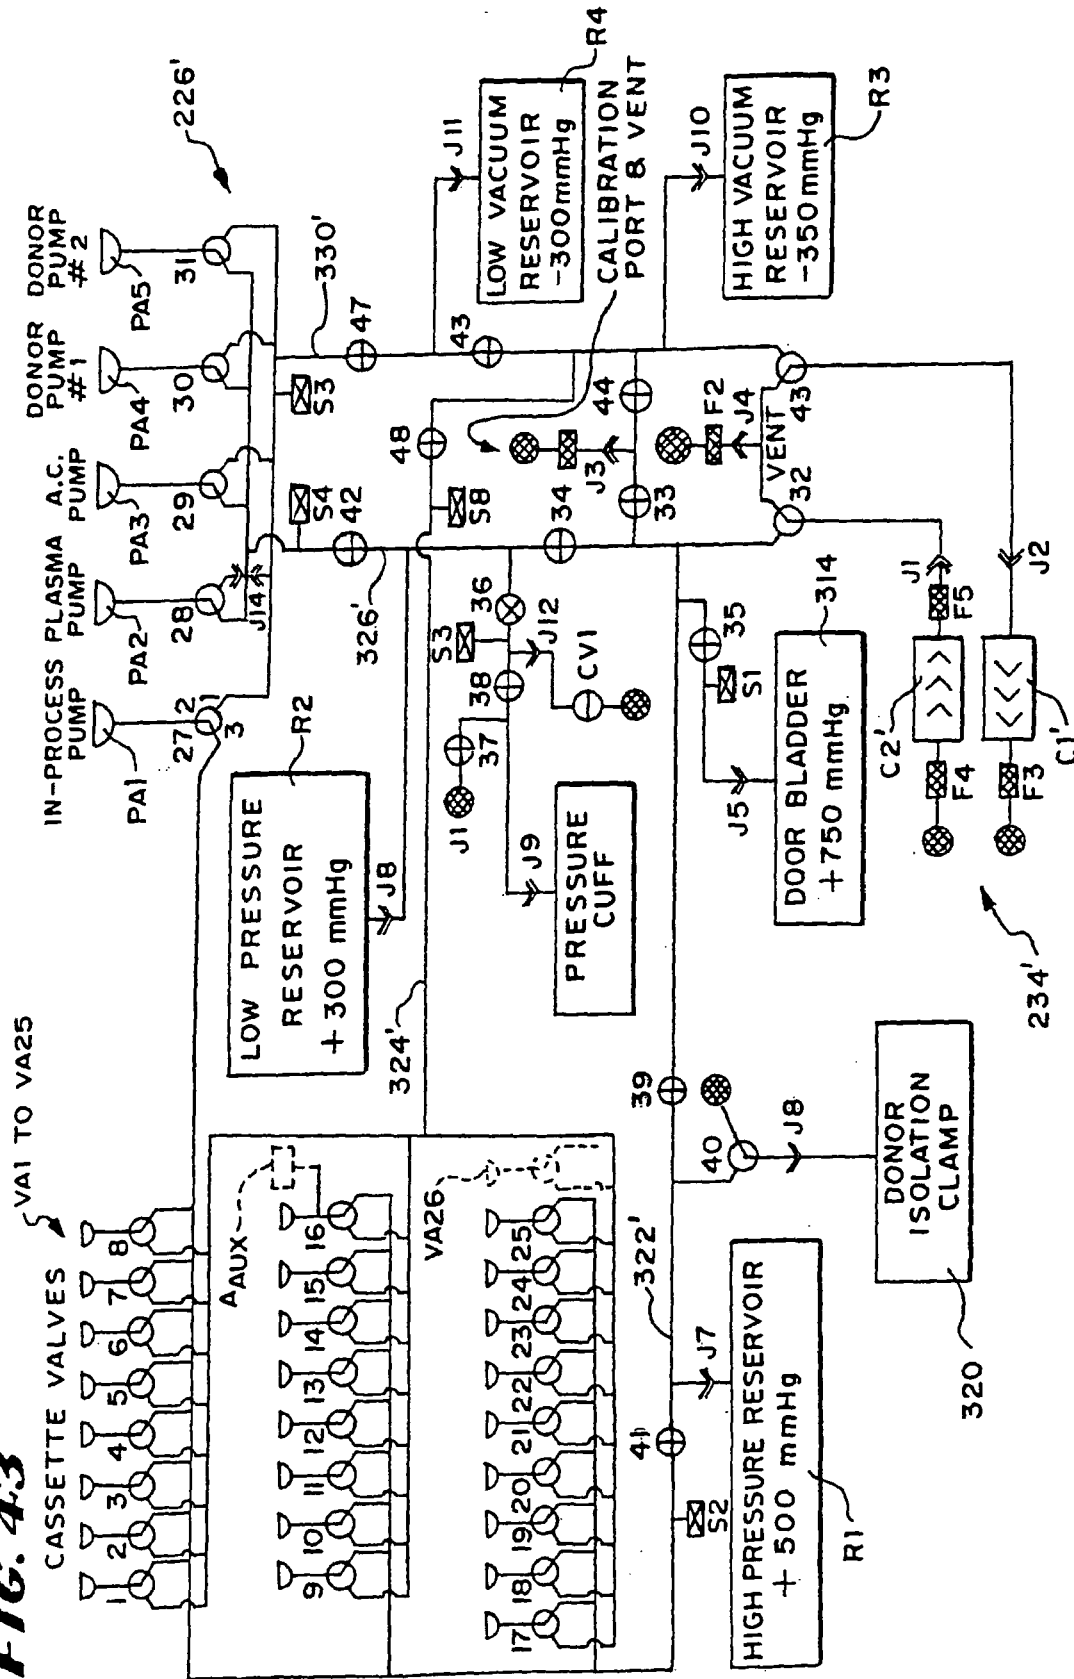 FIG. 43
CASSETTE VALVES
VA1 TO VA25
1
2
3
4
5
6
7
8
A AUX
9
10
11
12
13
14
15
16
VA26
17
18
19
20
21
22
23
24
25
IN-PROCESS
PUMP
PLASMA
PUMP
A.C.
PUMP
DONOR
PUMP
#1
DONOR
PUMP
#2
226'
PA1
PA2
PA3
PA4
PA5
27
2
1
3
28
29
30
31
J14
330'
S4
S3
42
47
326'
324'
LOW PRESSURE
RESERVOIR
+300 mmHg
R2
J8
48
S8
43
J11
LOW VACUUM
RESERVOIR
-300mmHg
R4
CALIBRATION
PORT & VENT
S3
36
34
38
J12
37
CV1
J1
J9
PRESSURE
CUFF
J3
33
44
F2
J4
VENT
J10
HIGH VACUUM
RESERVOIR
-350mmHg
R3
32
43
35
S1
J5
DOOR BLADDER
+750 mmHg
314
J1
F5
C2'
F4
J2
C1'
F3
234'
39
40
J8
DONOR
ISOLATION
CLAMP
320
322'
41
S2
J7
HIGH PRESSURE RESERVOIR
+ 500 mmHg
R1